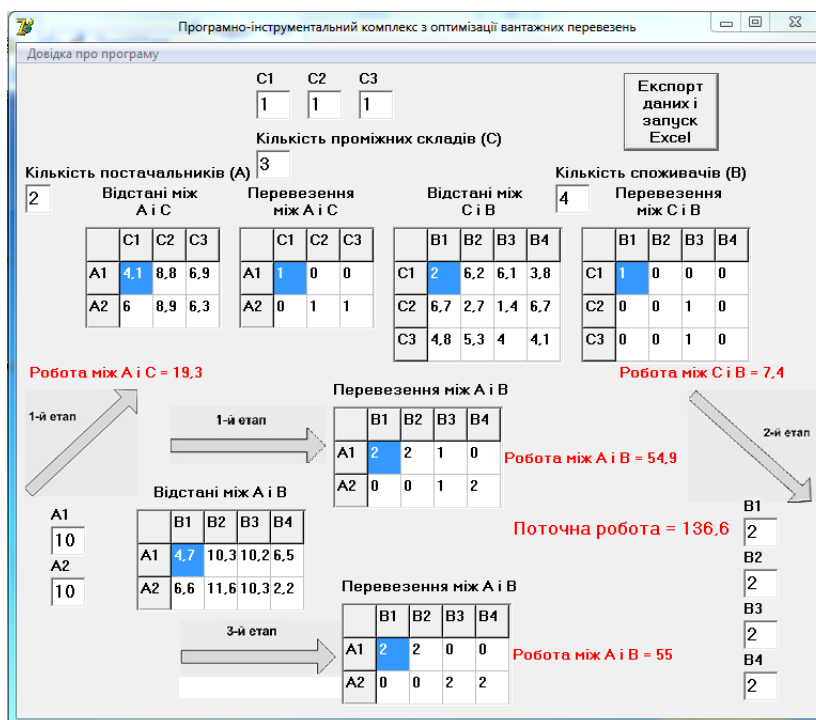 Програмно-інструментальний комплекс з оптимізації вантажних перевезень
Довідка про програму
C1 C2 C3
1 1 1
Кількість проміжних складів (C)
3
Експорт
даних і
запуск
Excel
Кількість постачальників (A)
2
Кількість споживачів (B)
4
Відстані між
A і C
C1 C2 C3
A1 4,1 8,8 6,9
A2 6 8,9 6,3
Перевезення
між A і C
C1 C2 C3
A1 1 0 0
A2 0 1 1
Відстані між
C і B
B1 B2 B3 B4
C1 2 6,2 6,1 3,8
C2 6,7 2,7 1,4 6,7
C3 4,8 5,3 4 4,1
Перевезення
між C і B
B1 B2 B3 B4
C1 1 0 0 0
C2 0 0 1 0
C3 0 0 1 0
Робота між A і C = 19,3
Робота між C і B = 7,4
1-й етап
1-й етап
2-й етап
Перевезення між A і B
B1 B2 B3 B4
A1 2 2 1 0
A2 0 0 1 2
Робота між A і B = 54,9
Відстані між A і B
B1 B2 B3 B4
A1 4,7 10,3 10,2 6,5
A2 6,6 11,6 10,3 2,2
A1
10
A2
10
Поточна робота = 136,6
B1
2
B2
2
B3
2
B4
2
3-й етап
Перевезення між A і B
B1 B2 B3 B4
A1 2 2 0 0
A2 0 0 2 2
Робота між A і B = 55